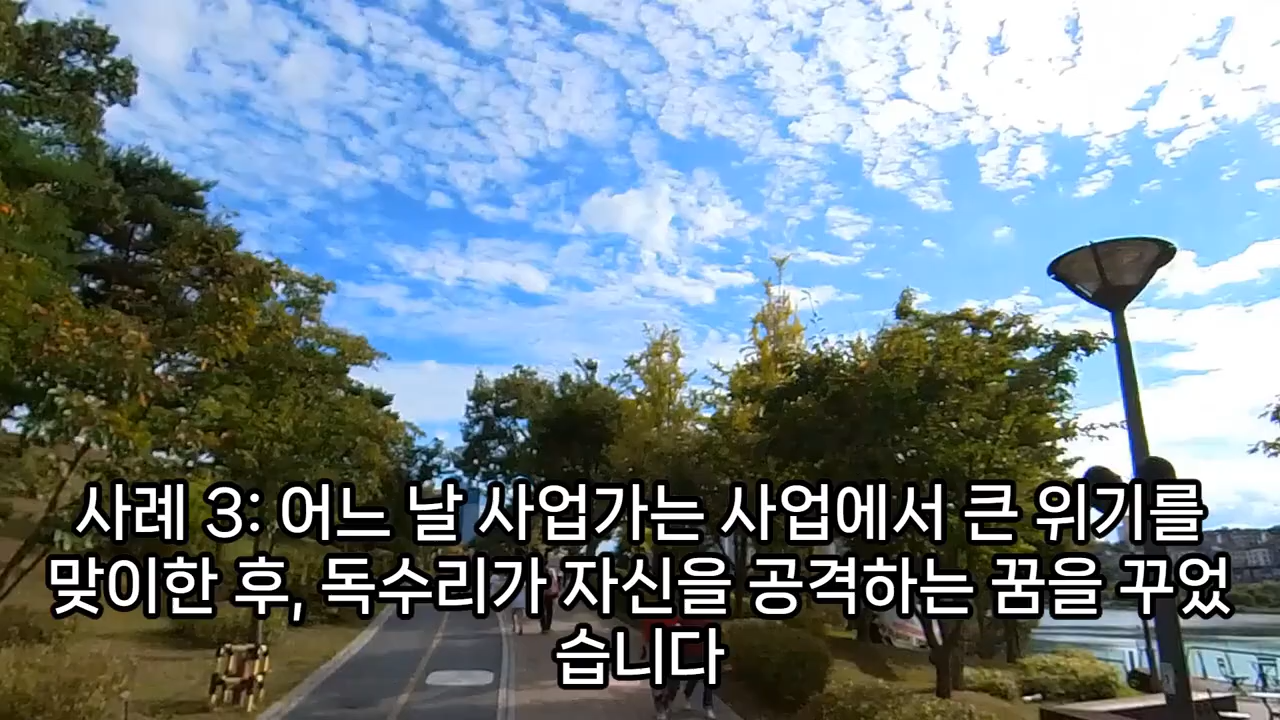 사례 3: 어느 날 사업가는 사업에서 큰 위기를
맞이한 후, 독수리가 자신을 공격하는 꿈을 꾸었
습니다